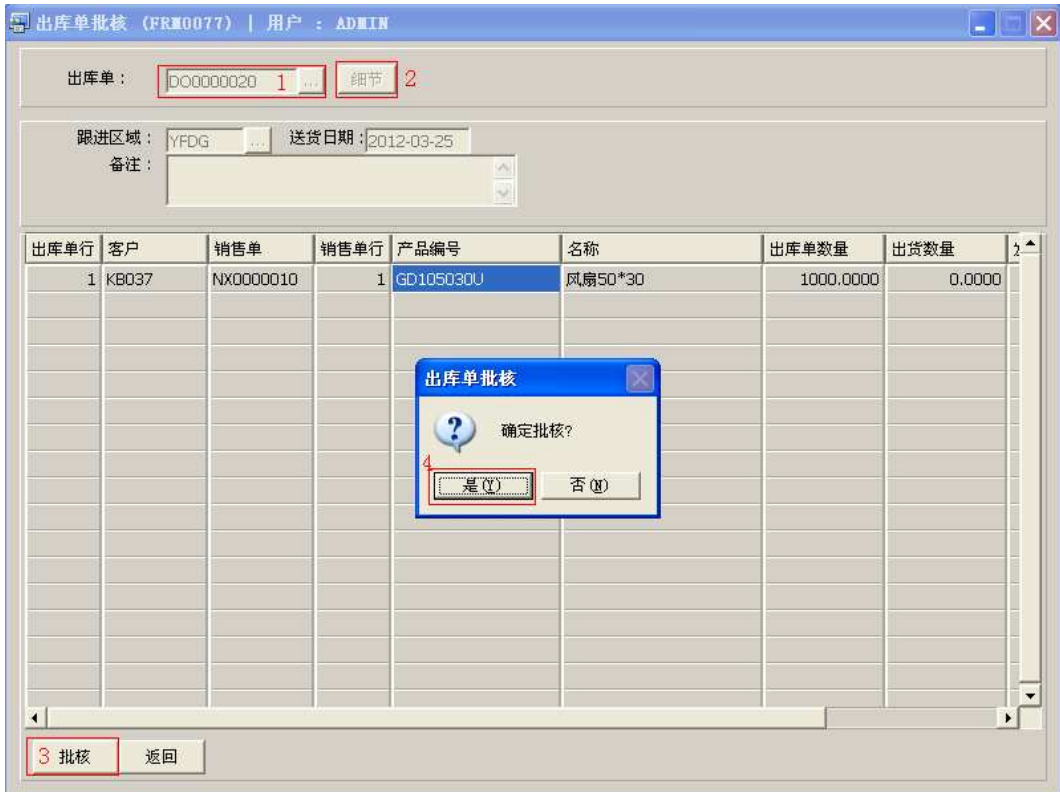 出库单批核 (FRM0077) | 用户 : ADMIN
出库单： DO0000020 1 ... 细节 2
跟进区域： YFDG ... 送货日期：2012-03-25
备注：
出库单行 客户 销售单 销售单行 产品编号 名称 出库单数量 出货数量
1 KB037 NX0000010 1 GD105030U 风扇50*30 1000.0000 0.0000
出库单批核
确定批核?
4
是(Y) 否(N)
3 批核 返回